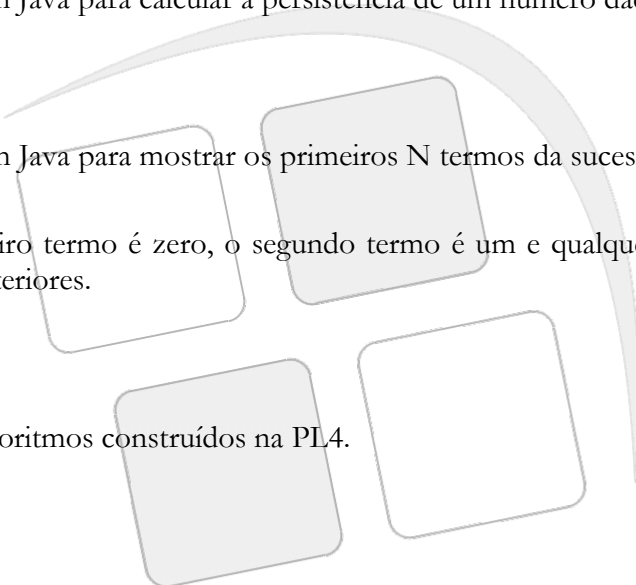 m Java para calcular a persistência de um número dad
m Java para mostrar os primeiros N termos da suces
iro termo é zero, o segundo termo é um e qualque
teriores.
oritmos construídos na PL4.